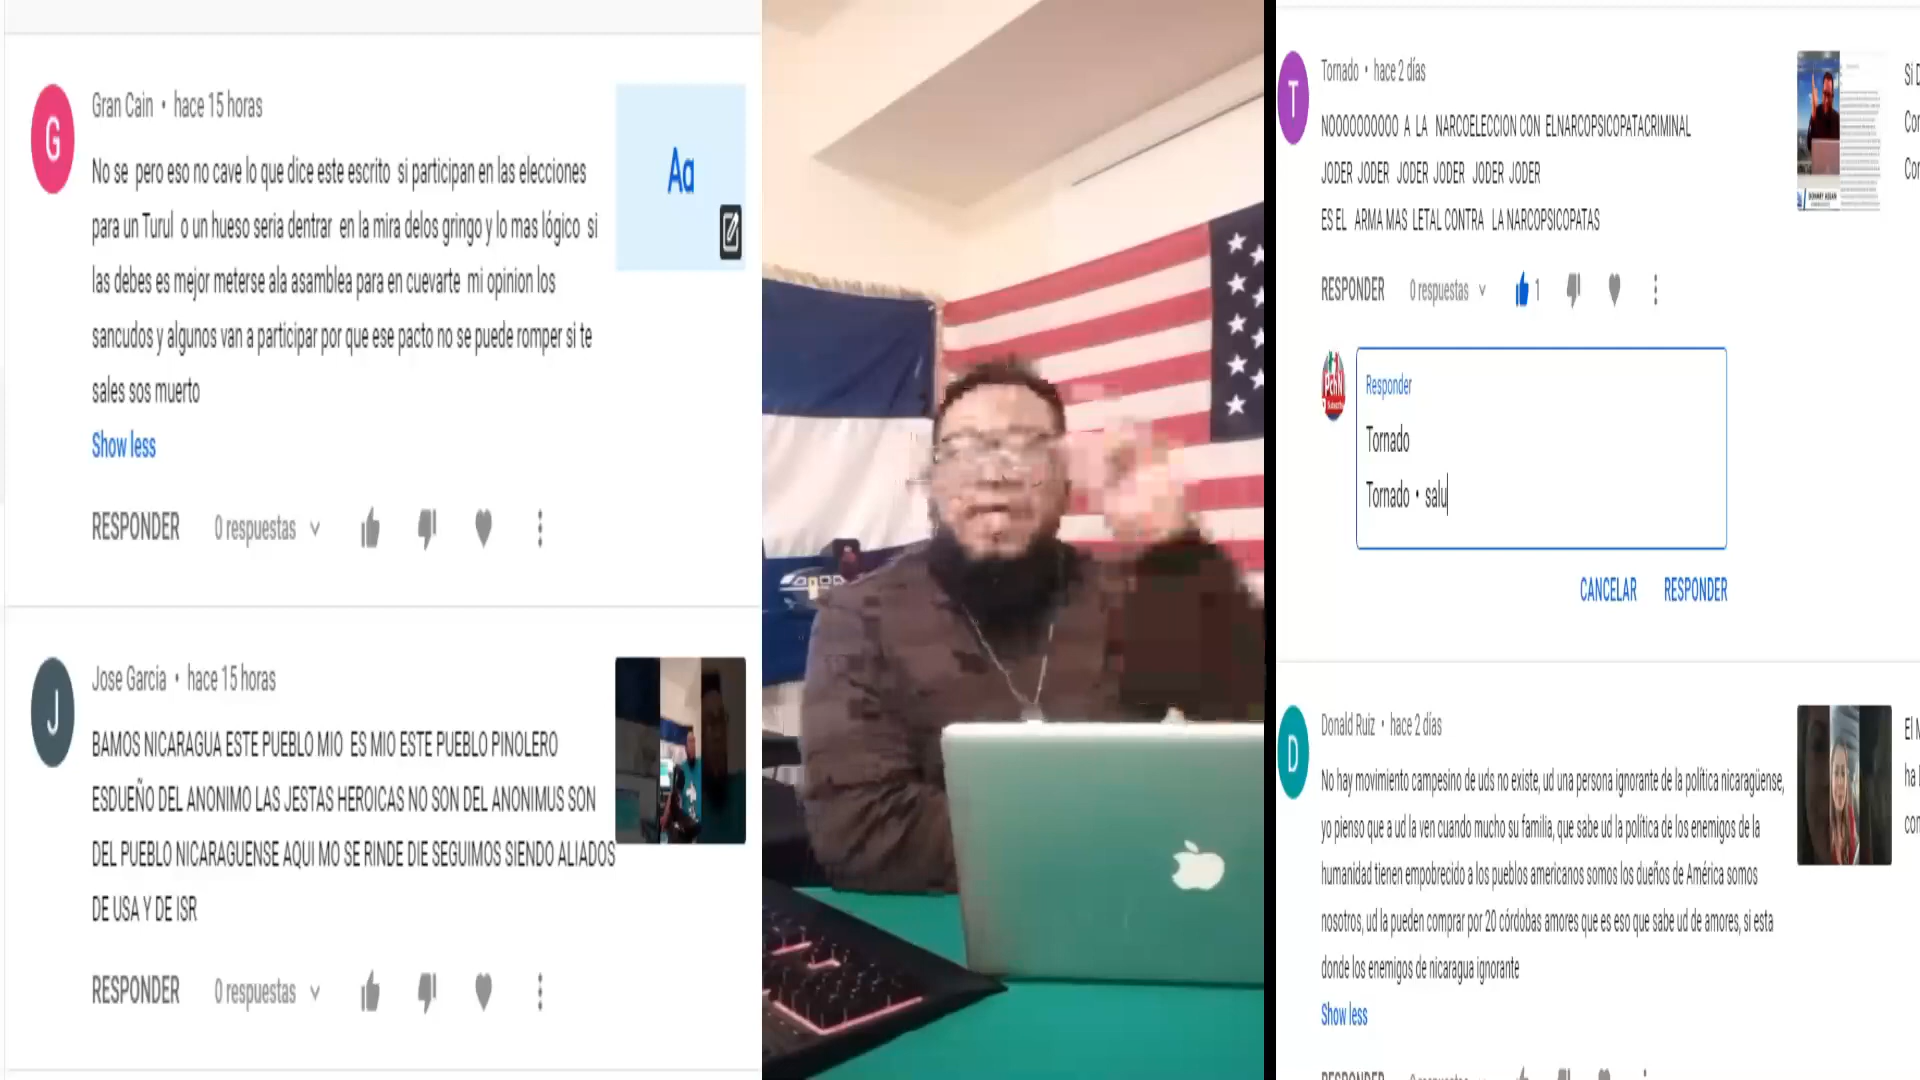 G
Gran Cain • hace 15 horas
No se pero eso no cave lo que dice este escrito si participan en las elecciones
para un Turul o un hueso seria dentrar en la mira delos gringo y lo mas lógico si
las debes es mejor meterse ala asamblea para en cuevarte mi opinion los
sancudos y algunos van a participar por que ese pacto no se puede romper si te
sales sos muerto
Show less
RESPONDER 0 respuestas
Aa
J
Jose Garcia • hace 15 horas
BAMOS NICARAGUA ESTE PUEBLO MIO ES MIO ESTE PUEBLO PINOLERO
ESDUEÑO DEL ANONIMO LAS JESTAS HEROICAS NO SON DEL ANONIMUS SON
DEL PUEBLO NICARAGUENSE AQUI MO SE RINDE DIE SEGUIMOS SIENDO ALIADOS
DE USA Y DE ISR
RESPONDER 0 respuestas
T
Tornado • hace 2 días
NOOOOOOOOOO A LA NARCOELECCION CON ELNARCOPSICOPATACRIMINAL
JODER JODER JODER JODER JODER JODER
ES EL ARMA MAS LETAL CONTRA LA NARCOPSICOPATAS
RESPONDER 0 respuestas 1
PchN
Responder
Tornado
Tornado • salu
CANCELAR RESPONDER
D
Donald Ruiz • hace 2 días
No hay movimiento campesino de uds no existe, ud una persona ignorante de la política nicaragüense,
yo pienso que a ud la ven cuando mucho su familia, que sabe ud la política de los enemigos de la
humanidad tienen empobrecido a los pueblos americanos somos los dueños de América somos
nosotros, ud la pueden comprar por 20 córdobas amores que es eso que sabe ud de amores, si esta
donde los enemigos de nicaragua ignorante
Show less
RESPONDER 0 respuestas